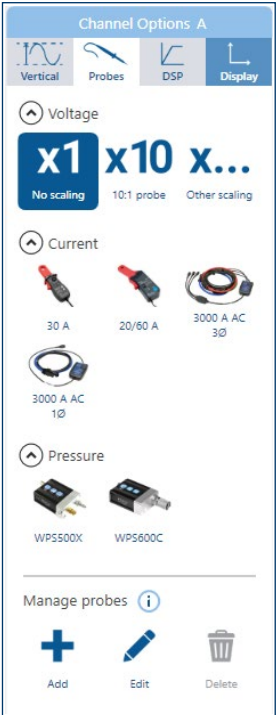 Channel Options A
Vertical Probes DSP Display
Voltage
x1 x10 x...
No scaling 10:1 probe Other scaling
Current
30 A 20/60 A 3000 A AC
3Ø
3000 A AC
1Ø
Pressure
WPS500X WPS600C
Manage probes i
Add Edit Delete